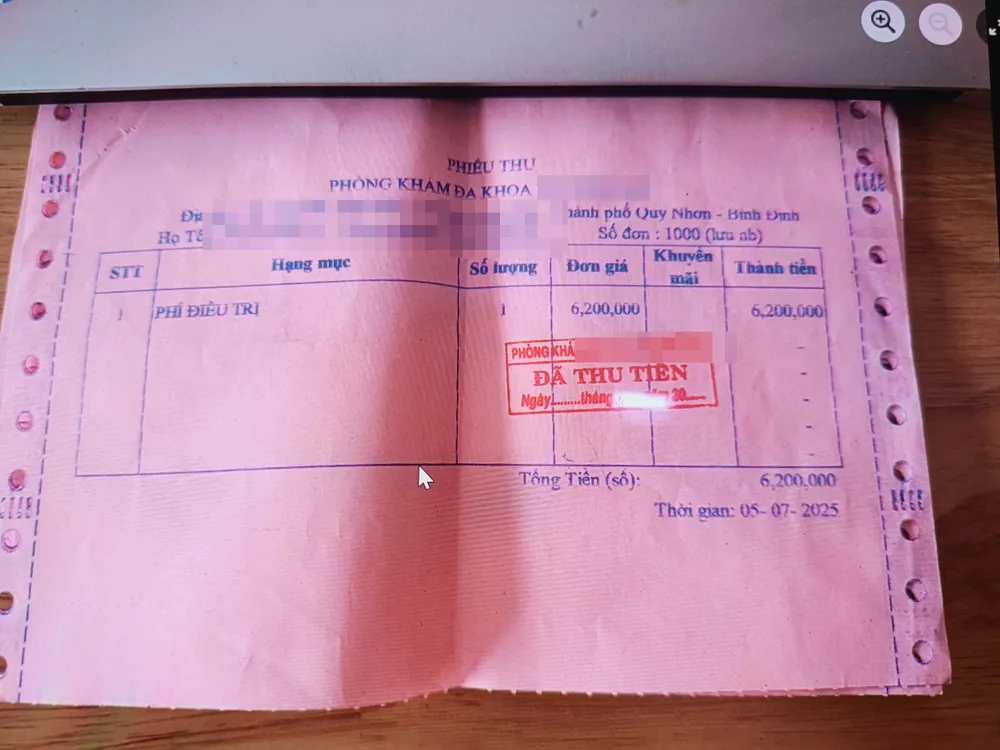 PHIẾU THU
PHÒNG KHÁM ĐA KHOA
Địa
hành phố Quy Nhơn - Bình Định
Họ Tê
Số đơn : 1000 (lưu nb)
STT Hạng mục Số lượng Đơn giá Khuyến mãi Thành tiền
1 PHÍ ĐIỀU TRỊ 1 6,200,000 6,200,000
-
-
-
-
PHÒNG KHÁ
ĐÃ THU TIỀN
Ngày.........tháng 20......
Tổng Tiền (số): 6,200,000
Thời gian: 05- 07- 2025